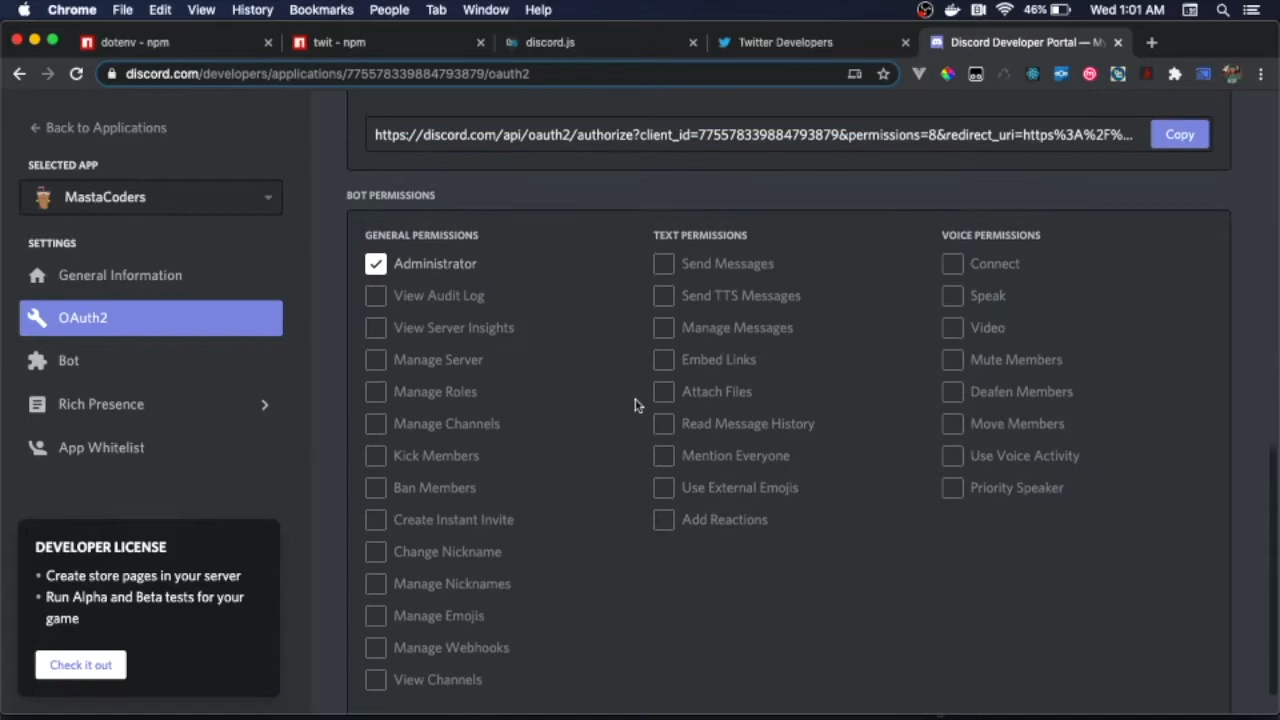 Chrome File Edit View History Bookmarks People Tab Window Help 46% Wed 1:01 AM
dotenv - npm twit - npm discord.js Twitter Developers Discord Developer Portal — My
discord.com/developers/applications/775578339884793879/oauth2
Back to Applications
https://discord.com/api/oauth2/authorize?client_id=775578339884793879&permissions=8&redirect_uri=https%3A%2F%... Copy
SELECTED APP
MastaCoders
SETTINGS
General Information
OAuth2
Bot
Rich Presence
App Whitelist
DEVELOPER LICENSE
• Create store pages in your server
• Run Alpha and Beta tests for your
game
Check it out
BOT PERMISSIONS
GENERAL PERMISSIONS
Administrator
View Audit Log
View Server Insights
Manage Server
Manage Roles
Manage Channels
Kick Members
Ban Members
Create Instant Invite
Change Nickname
Manage Nicknames
Manage Emojis
Manage Webhooks
View Channels
TEXT PERMISSIONS
Send Messages
Send TTS Messages
Manage Messages
Embed Links
Attach Files
Read Message History
Mention Everyone
Use External Emojis
Add Reactions
VOICE PERMISSIONS
Connect
Speak
Video
Mute Members
Deafen Members
Move Members
Use Voice Activity
Priority Speaker